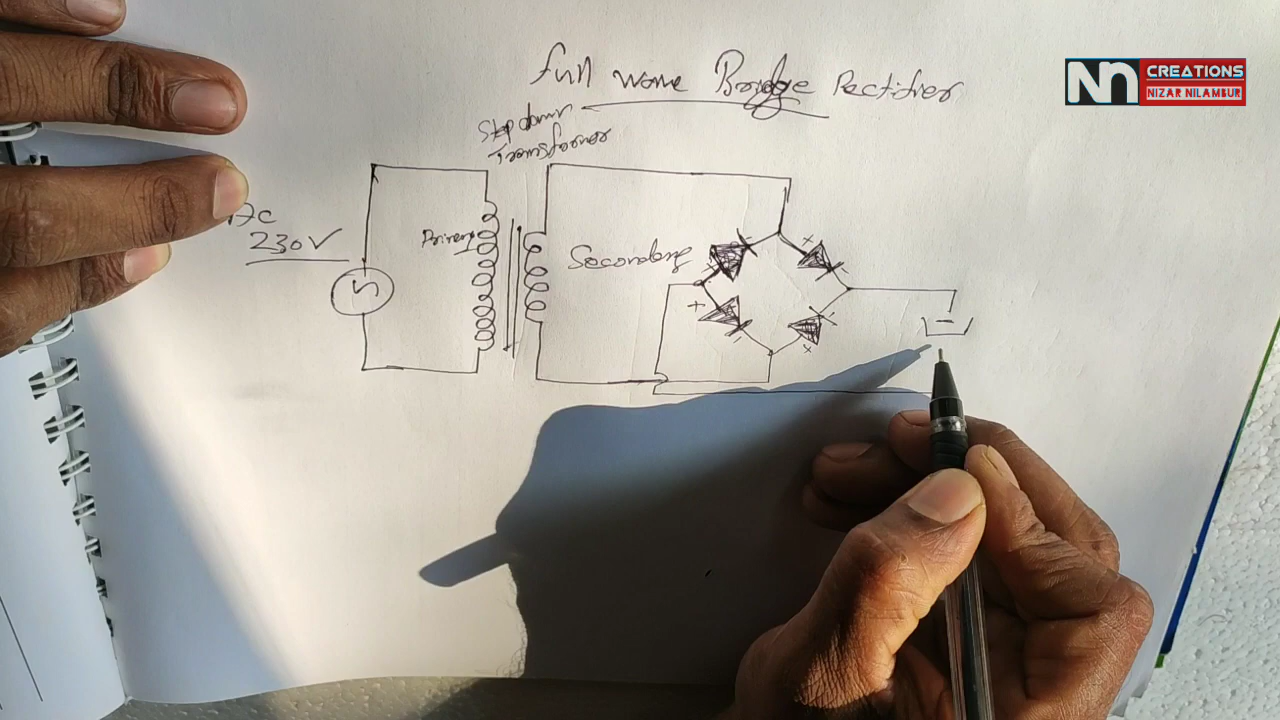 Full wave Bridge Rectifier
Step down
Transformer
AC
230V
Primary
Secondary
+
-
+
-
+
-
+
-
-
CREATIONS
NIZAR NILAMBUR